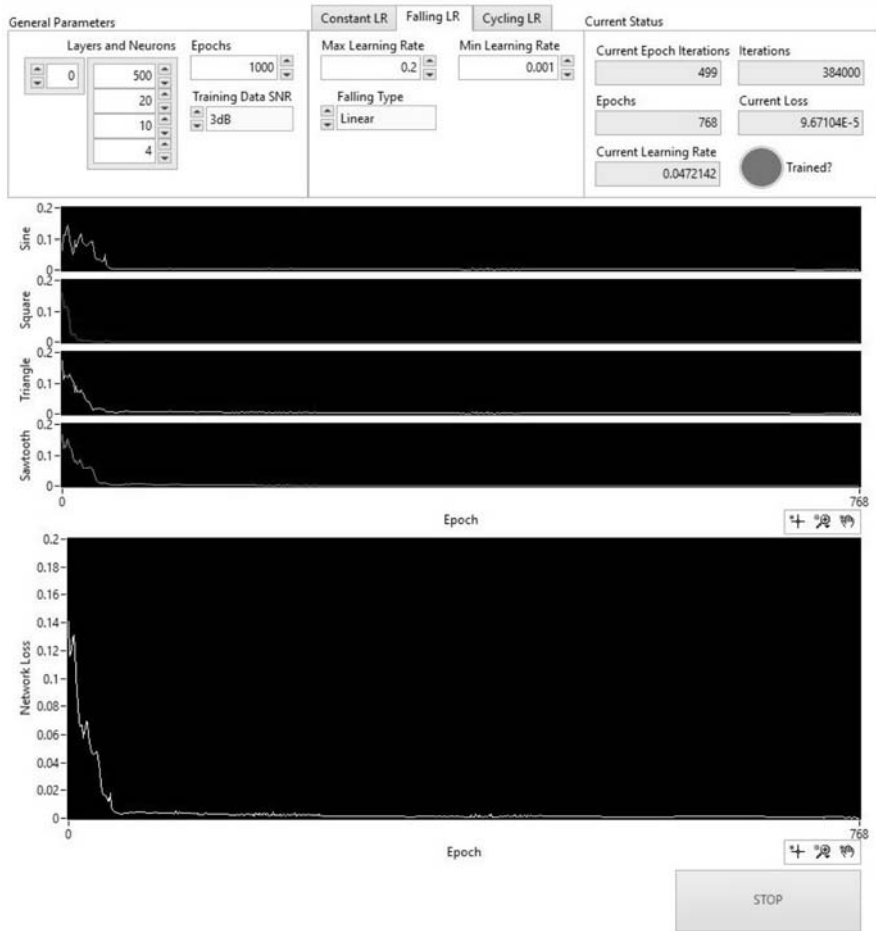 General Parameters
Layers and Neurons
0
500
20
10
4
Epochs
1000
Training Data SNR
3dB
Constant LR
Falling LR
Cycling LR
Max Learning Rate
0.2
Min Learning Rate
0.001
Falling Type
Linear
Current Status
Current Epoch Iterations
499
Iterations
384000
Epochs
768
Current Loss
9.67104E-5
Current Learning Rate
0.0472142
Trained?
0.2
0.1
0
Sine
0.2
0.1
0
Square
0.2
0.1
0
Triangle
0.2
0.1
0
Sawtooth
0
768
Epoch
0.2
0.18
0.16
0.14
0.12
0.1
0.08
0.06
0.04
0.02
0
Network Loss
0
768
Epoch
STOP